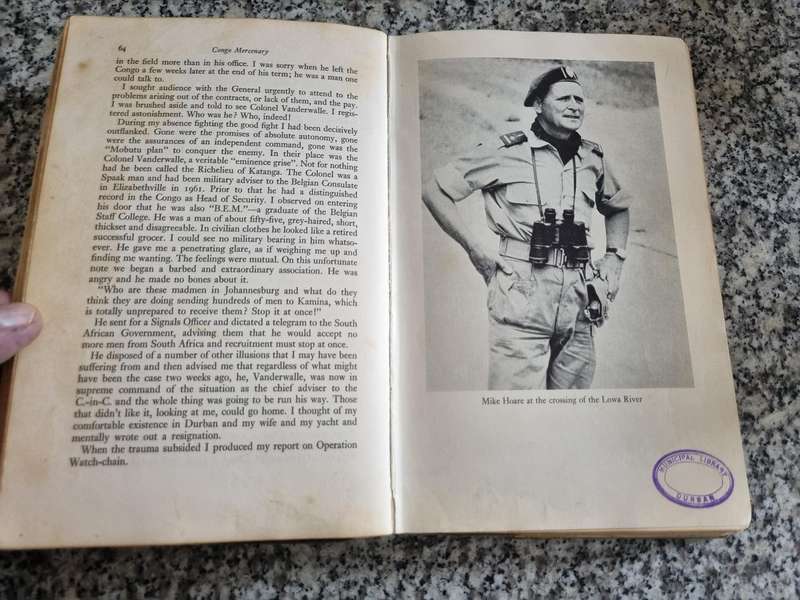 64
Congo Mercenary
in the field more than in his office. I was sorry when he left the
Congo a few weeks later at the end of his term; he was a man one
could talk to.
I sought audience with the General urgently to attend to the
problems arising out of the contracts, or lack of them, and the pay.
I was brushed aside and told to see Colonel Vanderwalle. I regis-
tered astonishment. Who was he? Who, indeed!
During my absence fighting the good fight I had been decisively
outflanked. Gone were the promises of absolute autonomy, gone
were the assurances of an independent command, gone was the
"Mobutu plan" to conquer the enemy. In their place was the
Colonel Vanderwalle, a veritable "eminence grise". Not for nothing
had he been called the Richelieu of Katanga. The Colonel was a
Spaak man and had been military adviser to the Belgian Consulate
in Elizabethville in 1961. Prior to that he had a distinguished
record in the Congo as Head of Security. I observed on entering
his door that he was also "B.E.M."—a graduate of the Belgian
Staff College. He was a man of about fifty-five, grey-haired, short,
thickset and disagreeable. In civilian clothes he looked like a retired
successful grocer. I could see no military bearing in him whatso-
ever. He gave me a penetrating glare, as if weighing me up and
finding me wanting. The feelings were mutual. On this unfortunate
note we began a barbed and extraordinary association. He was
angry and he made no bones about it.
"Who are these madmen in Johannesburg and what do they
think they are doing sending hundreds of men to Kamina, which
is totally unprepared to receive them? Stop it at once!"
He sent for a Signals Officer and dictated a telegram to the South
African Government, advising them that he would accept no
more men from South Africa and recruitment must stop at once.
He disposed of a number of other illusions that I may have been
suffering from and then advised me that regardless of what might
have been the case two weeks ago, he, Vanderwalle, was now in
supreme command of the situation as the chief adviser to the
C.-in-C. and the whole thing was going to be run his way. Those
that didn't like it, looking at me, could go home. I thought of my
comfortable existence in Durban and my wife and my yacht and
mentally wrote out a resignation.
When the trauma subsided I produced my report on Operation
Watch-chain.
Mike Hoare at the crossing of the Lowa River
MUNICIPAL LIBRARY
DURBAN